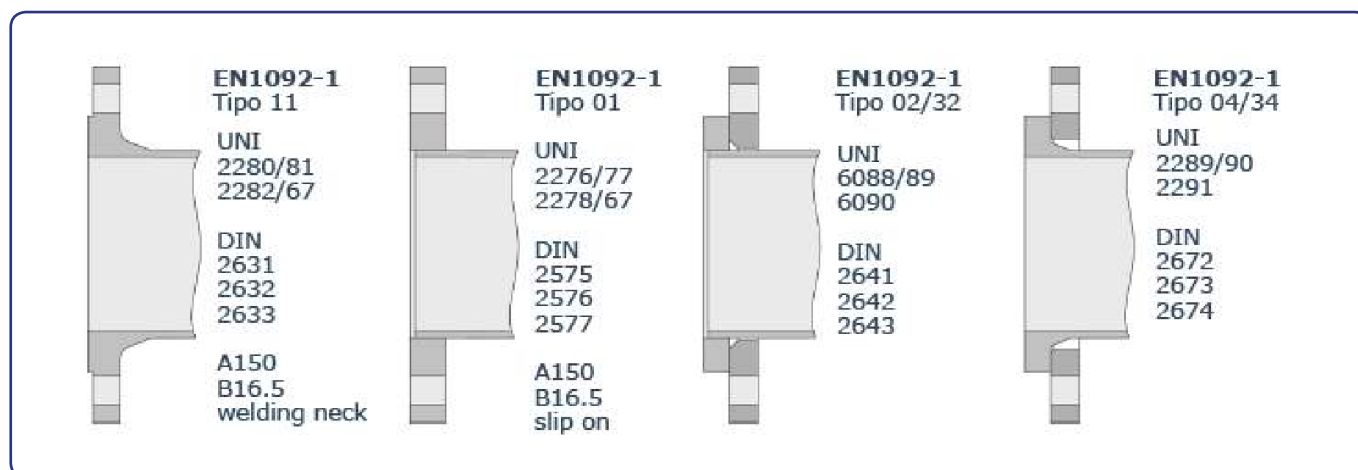 EN1092-1
Tipo 11
UNI
2280/81
2282/67
DIN
2631
2632
2633
A150
B16.5
welding neck
EN1092-1
Tipo 01
UNI
2276/77
2278/67
DIN
2575
2576
2577
A150
B16.5
slip on
EN1092-1
Tipo 02/32
UNI
6088/89
6090
DIN
2641
2642
2643
EN1092-1
Tipo 04/34
UNI
2289/90
2291
DIN
2672
2673
2674